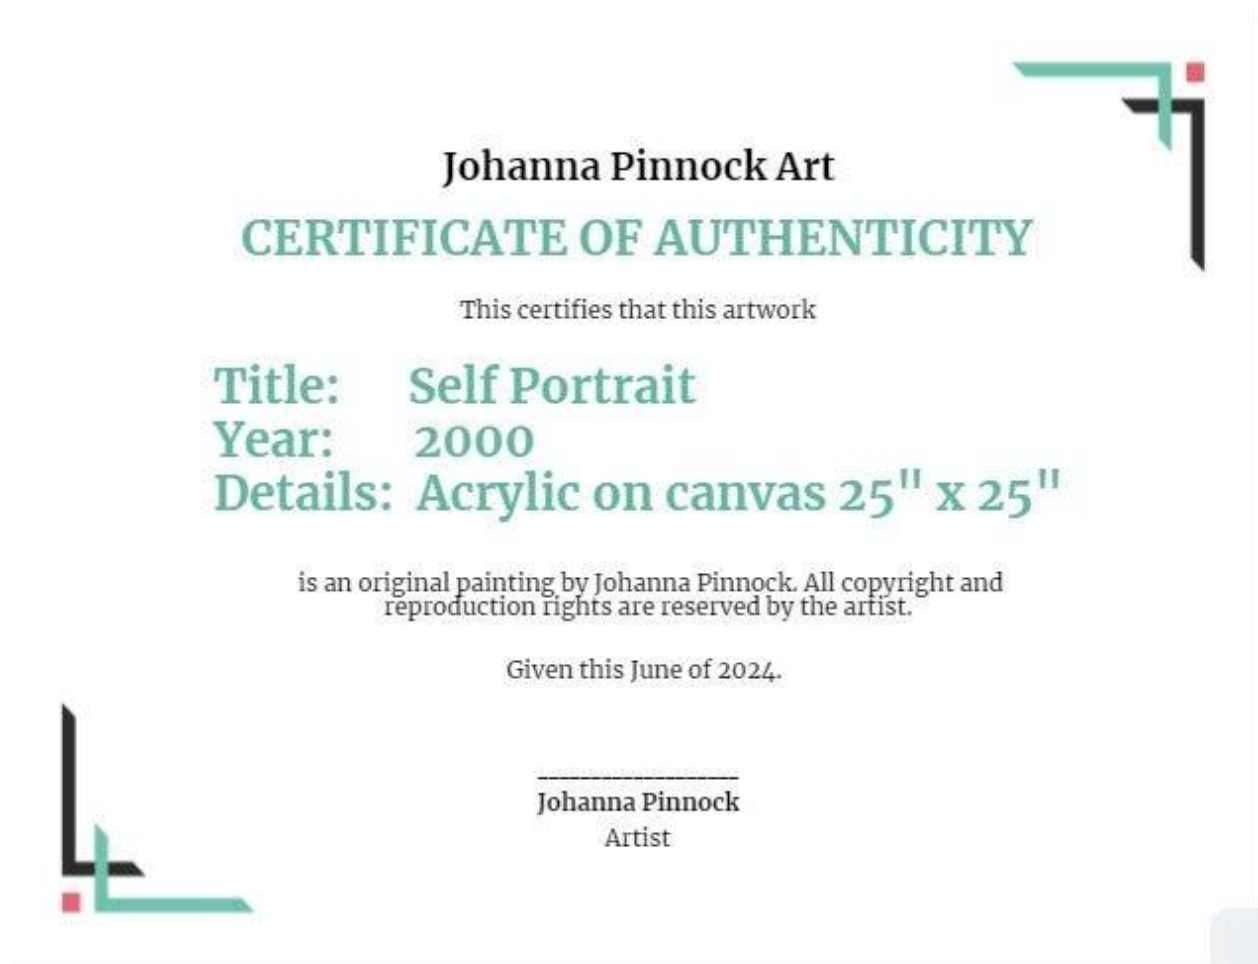 Johanna Pinnock Art
CERTIFICATE OF AUTHENTICITY
This certifies that this artwork
Title: Self Portrait
Year: 2000
Details: Acrylic on canvas 25" x 25"
is an original painting by Johanna Pinnock. All copyright and
reproduction rights are reserved by the artist.
Given this June of 2024.
Johanna Pinnock
Artist